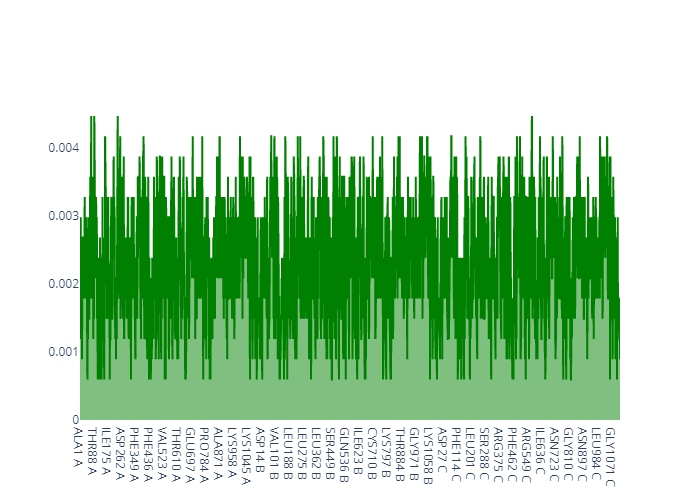 0.004
0.003
0.002
0.001
0
ALA1 A
THR88 A
ILE175 A
ASP262 A
PHE349 A
PHE436 A
VAL523 A
THR610 A
GLU697 A
PRO784 A
ALA871 A
LYS958 A
LYS1045 A
ASP14 B
VAL101 B
LEU188 B
LEU275 B
LEU362 B
SER449 B
GLN536 B
ILE623 B
CYS710 B
LYS797 B
THR884 B
GLY971 B
LYS1058 B
ASP27 C
PHE114 C
LEU201 C
SER288 C
ARG375 C
PHE462 C
ARG549 C
ILE636 C
ASN723 C
GLY810 C
ASN897 C
LEU984 C
GLY1071 C